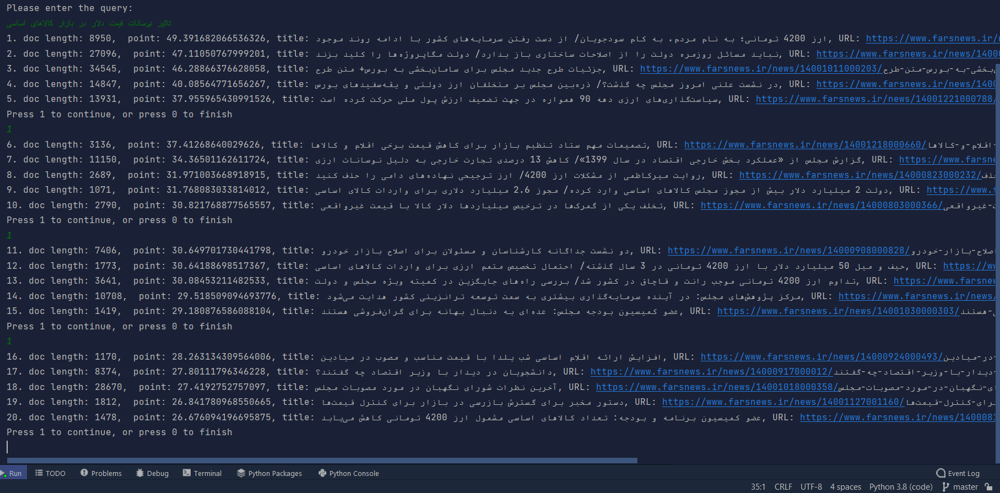 Please enter the query:
تاثیر نوسانات قیمت دلار در بازار کالاهای اساسی
1. doc length: 8950,  point: 49.391682066536326, title: ارز 4200 تومانی؛ به نام مردم، به کام سودجویان/ از دست رفتن سرمایه‌های کشور با ادامه روند موجود, URL: https://www.farsnews.ir/
2. doc length: 27096,  point: 47.11050767999201, title: نباید مسائل روزمره دولت را از اصلاحات ساختاری باز بدارد/ دولت مگاپروژه‌ها را کلید بزند, URL: https://www.farsnews.ir/news/1400
3. doc length: 34545,  point: 46.28866376628058, title: جزئیات طرح جدید مجلس برای سامان‌بخشی به بورس+ متن طرح, URL: https://www.farsnews.ir/news/14001011000203/بخشی-به-بورس-متن-طرح
4. doc length: 14847,  point: 40.08564771656267, title: در نشست علنی امروز مجلس چه گذشت؟/ ذره‌بین مجلس بر متخلفان ارز دولتی و یقه‌سفیدهای بورس, URL: https://www.farsnews.ir/news/1400
5. doc length: 13931,  point: 37.955965430991526, title: سیاستگذاری‌های ارزی دهه 90 همواره در جهت تضعیف ارزش پول ملی حرکت کرده است, URL: https://www.farsnews.ir/news/14001221000788/
Press 1 to continue, or press 0 to finish
1
6. doc length: 3136,  point: 37.41268640029626, title: تصمیمات مهم ستاد تنظیم بازار برای کاهش قیمت برخی اقلام و کالاها, URL: https://www.farsnews.ir/news/14001218000660/اقلام-و-کالاها-
7. doc length: 11150,  point: 34.36501162611724, title: گزارش مجلس از «عملکرد بخش خارجی اقتصاد در سال 1399»/ کاهش 13 درصدی تجارت خارجی به دلیل نوسانات ارزی, URL: https://www.farsne
8. doc length: 2689,  point: 31.971003668918915, title: روایت میرکاظمی از مشکلات ارز 4200/ ارز ترجیحی نهاده‌های دامی را حذف کنید, URL: https://www.farsnews.ir/news/14000823000232/حذف
9. doc length: 1071,  point: 31.768083033814012, title: دولت 2 میلیارد دلار بیش از مجوز مجلس کالاهای اساسی وارد کرده/ مجوز 2.6 میلیارد دلاری برای واردات کالای اساسی, URL: https://www.f
10. doc length: 2790,  point: 30.821768877565557, title: تخلف یکی از گمرک‌ها در ترخیص میلیاردها دلار کالا با قیمت غیرواقعی, URL: https://www.farsnews.ir/news/14000803000366/ت-غیرواقعی
Press 1 to continue, or press 0 to finish
1
11. doc length: 7406,  point: 30.649701730441798, title: دو نشست جداگانه کارشناسان و مسئولان برای اصلاح بازار خودرو, URL: https://www.farsnews.ir/news/14000908000828/اصلاح-بازار-خودرو
12. doc length: 1773,  point: 30.64188698517367, title: حیف و میل 50 میلیارد دلار با ارز 4200 تومانی در 3 سال گذشته/ احتمال تخصیص متمم ارزی برای واردات کالاهای اساسی, URL: https://ww
13. doc length: 3641,  point: 30.08453211482533, title: تداوم ارز 4200 تومانی موجب رانت و قاچاق در کشور شد/ بررسی راه‌های جایگزین در کمیته ویژه مجلس و دولت, URL: https://www.farsnew
14. doc length: 10708,  point: 29.518509094693776, title: مرکز پژوهش‌های مجلس: در آینده سرمایه‌گذاری بیشتری به سمت توسعه ترانزیتی کشور هدایت می‌شود, URL: https://www.farsnews.ir/news/
15. doc length: 1419,  point: 29.180876586088104, title: عضو کمیسیون بودجه مجلس: عده‌ای به دنبال بهانه برای گران‌فروشی هستند, URL: https://www.farsnews.ir/news/14001030000303/ی-هستند
Press 1 to continue, or press 0 to finish
1
16. doc length: 1170,  point: 28.263134309564006, title: افزایش ارائه اقلام اساسی شب یلدا با قیمت مناسب و مصوب در میادین, URL: https://www.farsnews.ir/news/14000924000493/در-میادین-
17. doc length: 8374,  point: 27.80111796346228, title: دانشجویان در دیدار با وزیر اقتصاد چه گفتند؟, URL: https://www.farsnews.ir/news/14000917000012/دیدار-با-وزیر-اقتصاد-چه-گفتند-
18. doc length: 28670,  point: 27.4192752757097, title: آخرین نظرات شورای نگهبان در مورد مصوبات مجلس, URL: https://www.farsnews.ir/news/14001018000358/ی-نگهبان-در-مورد-مصوبات-مجلس
19. doc length: 1812,  point: 26.841780968550665, title: دستور مخبر برای گسترش بازرسی در بازار برای کنترل قیمت‌ها, URL: https://www.farsnews.ir/news/14001127001160/رای-کنترل-قیمت‌ها
20. doc length: 1478,  point: 26.676094196695875, title: عضو کمیسیون برنامه و بودجه: تعداد کالاهای اساسی مشمول ارز 4200 تومانی کاهش می‌یابد, URL: https://www.farsnews.ir/news/140008
Press 1 to continue, or press 0 to finish
Run TODO Problems Debug Terminal Python Packages Python Console Event Log
35:1 CRLF UTF-8 4 spaces Python 3.8 (code) master